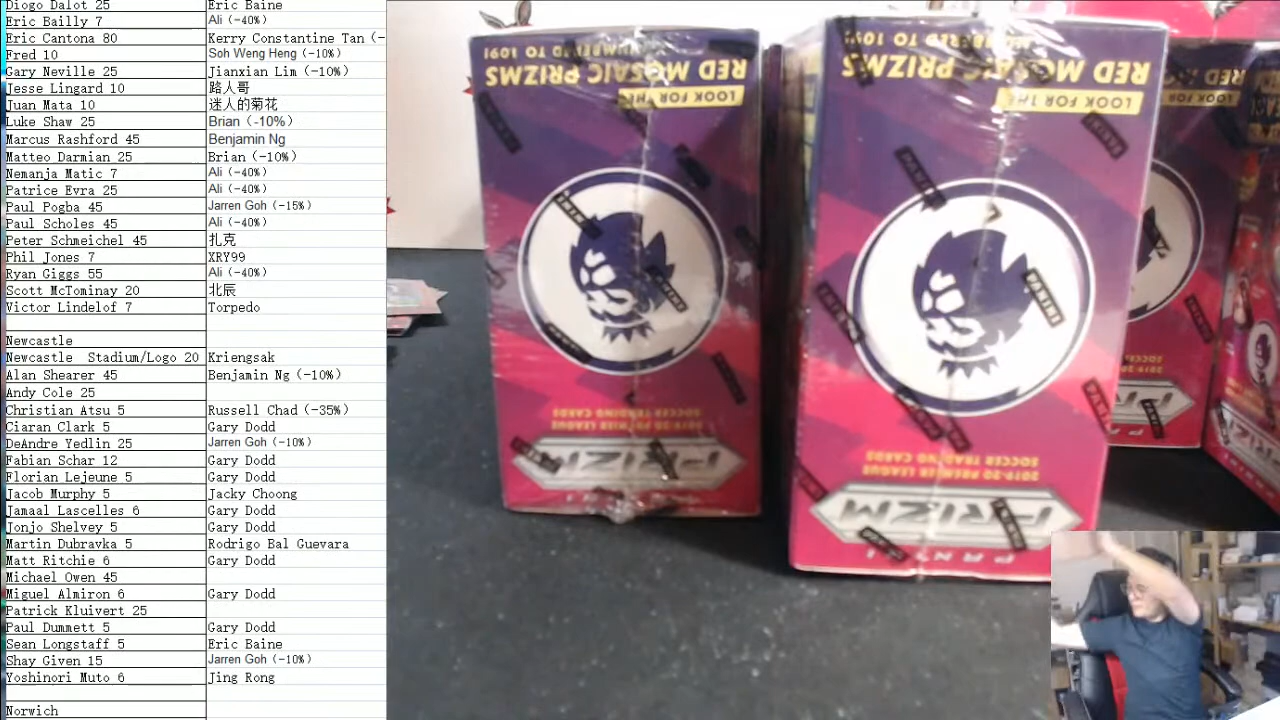 Diogo Dalot 25 Eric Baine
Eric Bailly 7 Ali (-40%)
Eric Cantona 80 Kerry Constantine Tan (-
Fred 10 Soh Weng Heng (-10%)
Gary Neville 25 Jianxian Lim (-10%)
Jesse Lingard 10 路人哥
Juan Mata 10 迷人的菊花
Luke Shaw 25 Brian (-10%)
Marcus Rashford 45 Benjamin Ng
Matteo Darmian 25 Brian (-10%)
Nemanja Matic 7 Ali (-40%)
Patrice Evra 25 Ali (-40%)
Paul Pogba 45 Jarren Goh (-15%)
Paul Scholes 45 Ali (-40%)
Peter Schmeichel 45 扎克
Phil Jones 7 XRY99
Ryan Giggs 55 Ali (-40%)
Scott McTominay 20 北辰
Victor Lindelof 7 Torpedo
Newcastle
Newcastle Stadium/Logo 20 Kriengsak
Alan Shearer 45 Benjamin Ng (-10%)
Andy Cole 25
Christian Atsu 5 Russell Chad (-35%)
Ciaran Clark 5 Gary Dodd
DeAndre Yedlin 25 Jarren Goh (-10%)
Fabian Schar 12 Gary Dodd
Florian Lejeune 5 Gary Dodd
Jacob Murphy 5 Jacky Choong
Jamaal Lascelles 6 Gary Dodd
Jonjo Shelvey 5 Gary Dodd
Martin Dubravka 5 Rodrigo Bal Guevara
Matt Ritchie 6 Gary Dodd
Michael Owen 45
Miguel Almiron 6 Gary Dodd
Patrick Kluivert 25
Paul Dummett 5 Gary Dodd
Sean Longstaff 5 Eric Baine
Shay Given 15 Jarren Goh (-10%)
Yoshinori Muto 6 Jing Rong
Norwich
PRIZM
2019-20 PREMIER LEAGUE
SOCCER TRADING CARDS
LOOK FOR THE
RED MOSAIC PRIZMS
NUMBERED TO 109!
PANINI
PRIZM
2019-20 PREMIER LEAGUE
SOCCER TRADING CARDS
PANINI
LOOK FOR THE
RED MOSAIC PRIZMS
NUMBERED TO 109!